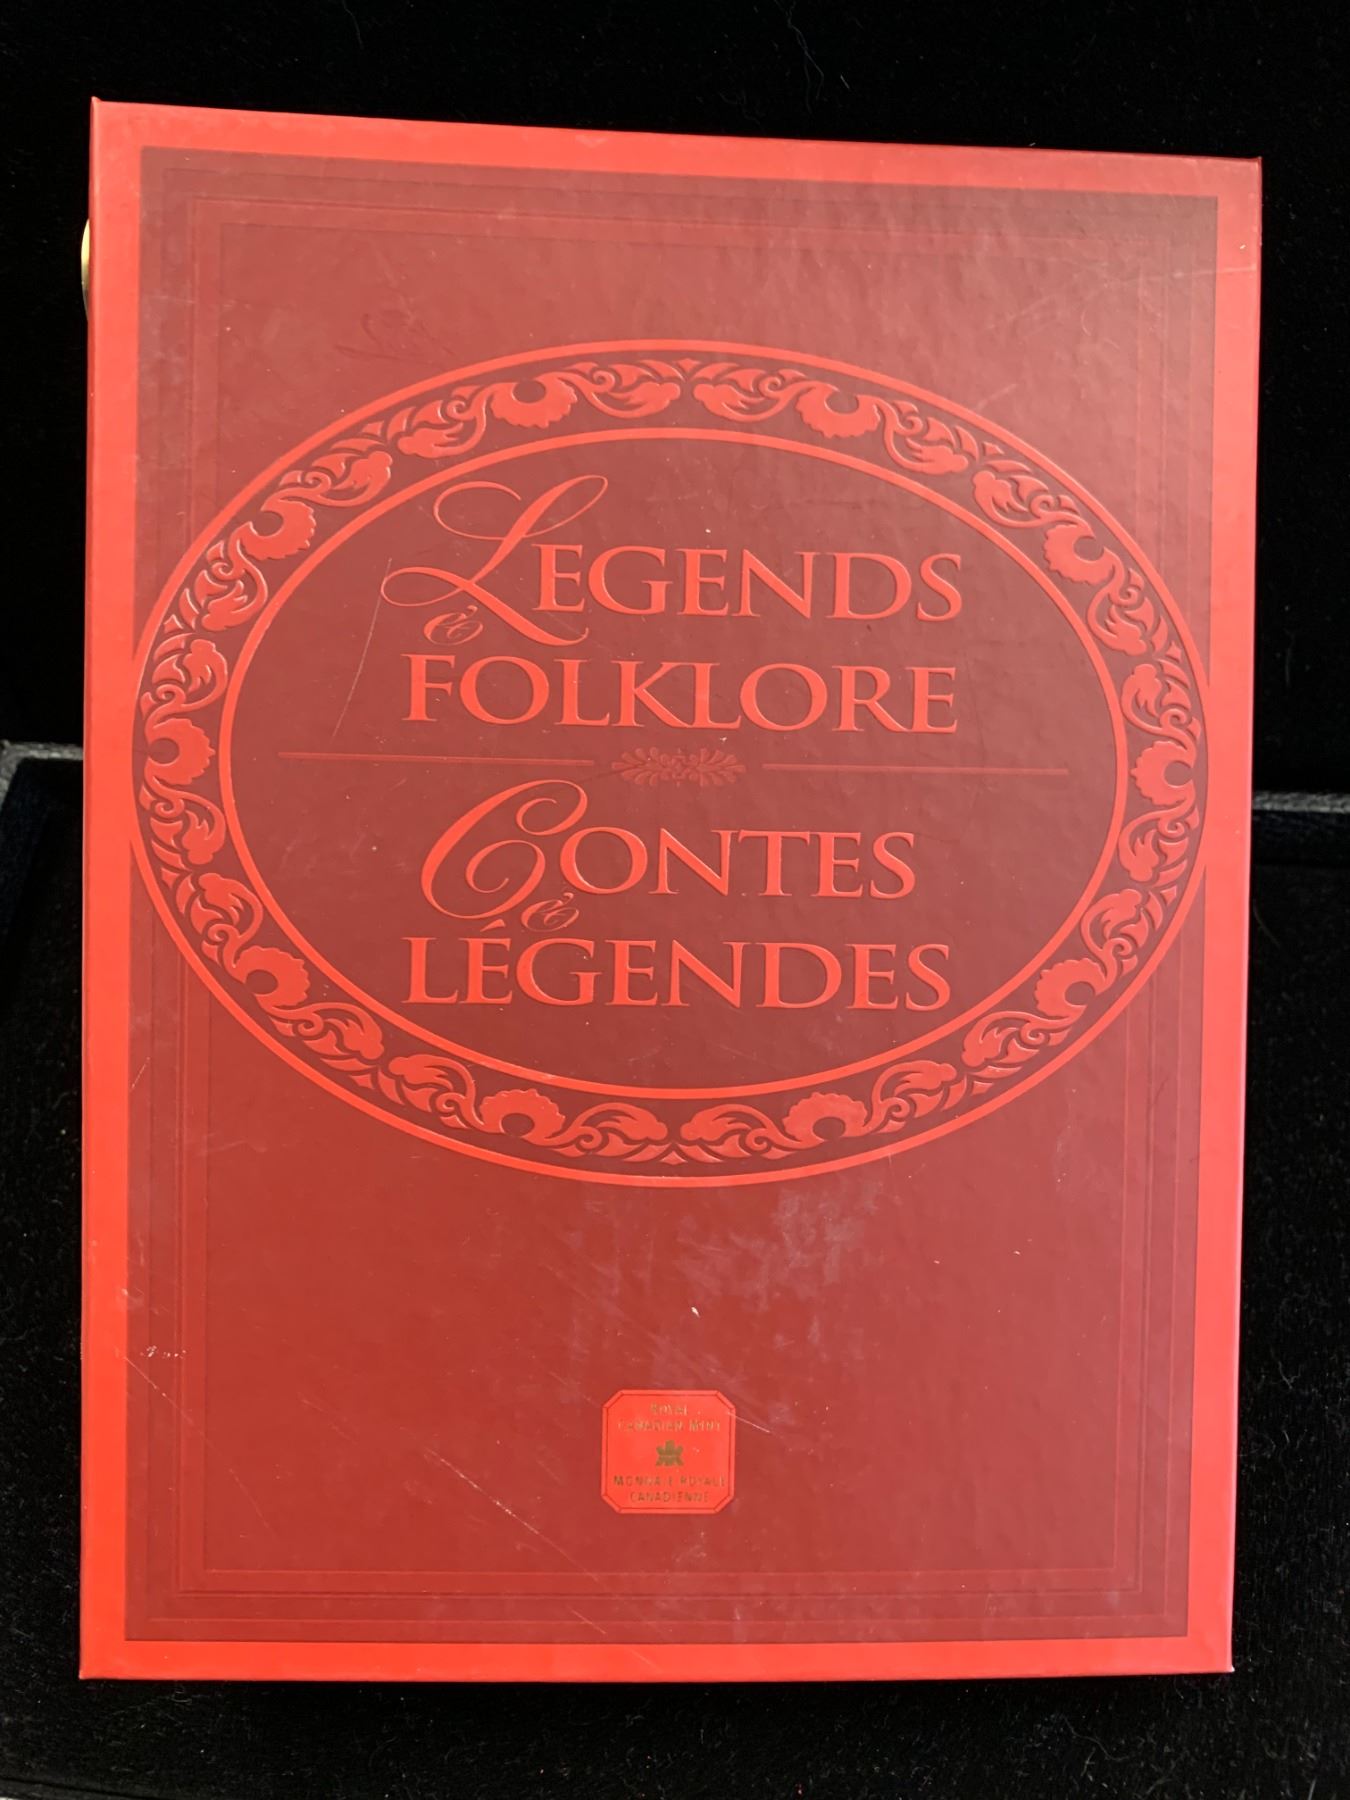 LEGENDS
& FOLKLORE
CONTES
& LÉGENDES
ROYAL
CANADIAN MINT
MONNAIE ROYALE
CANADIENNE